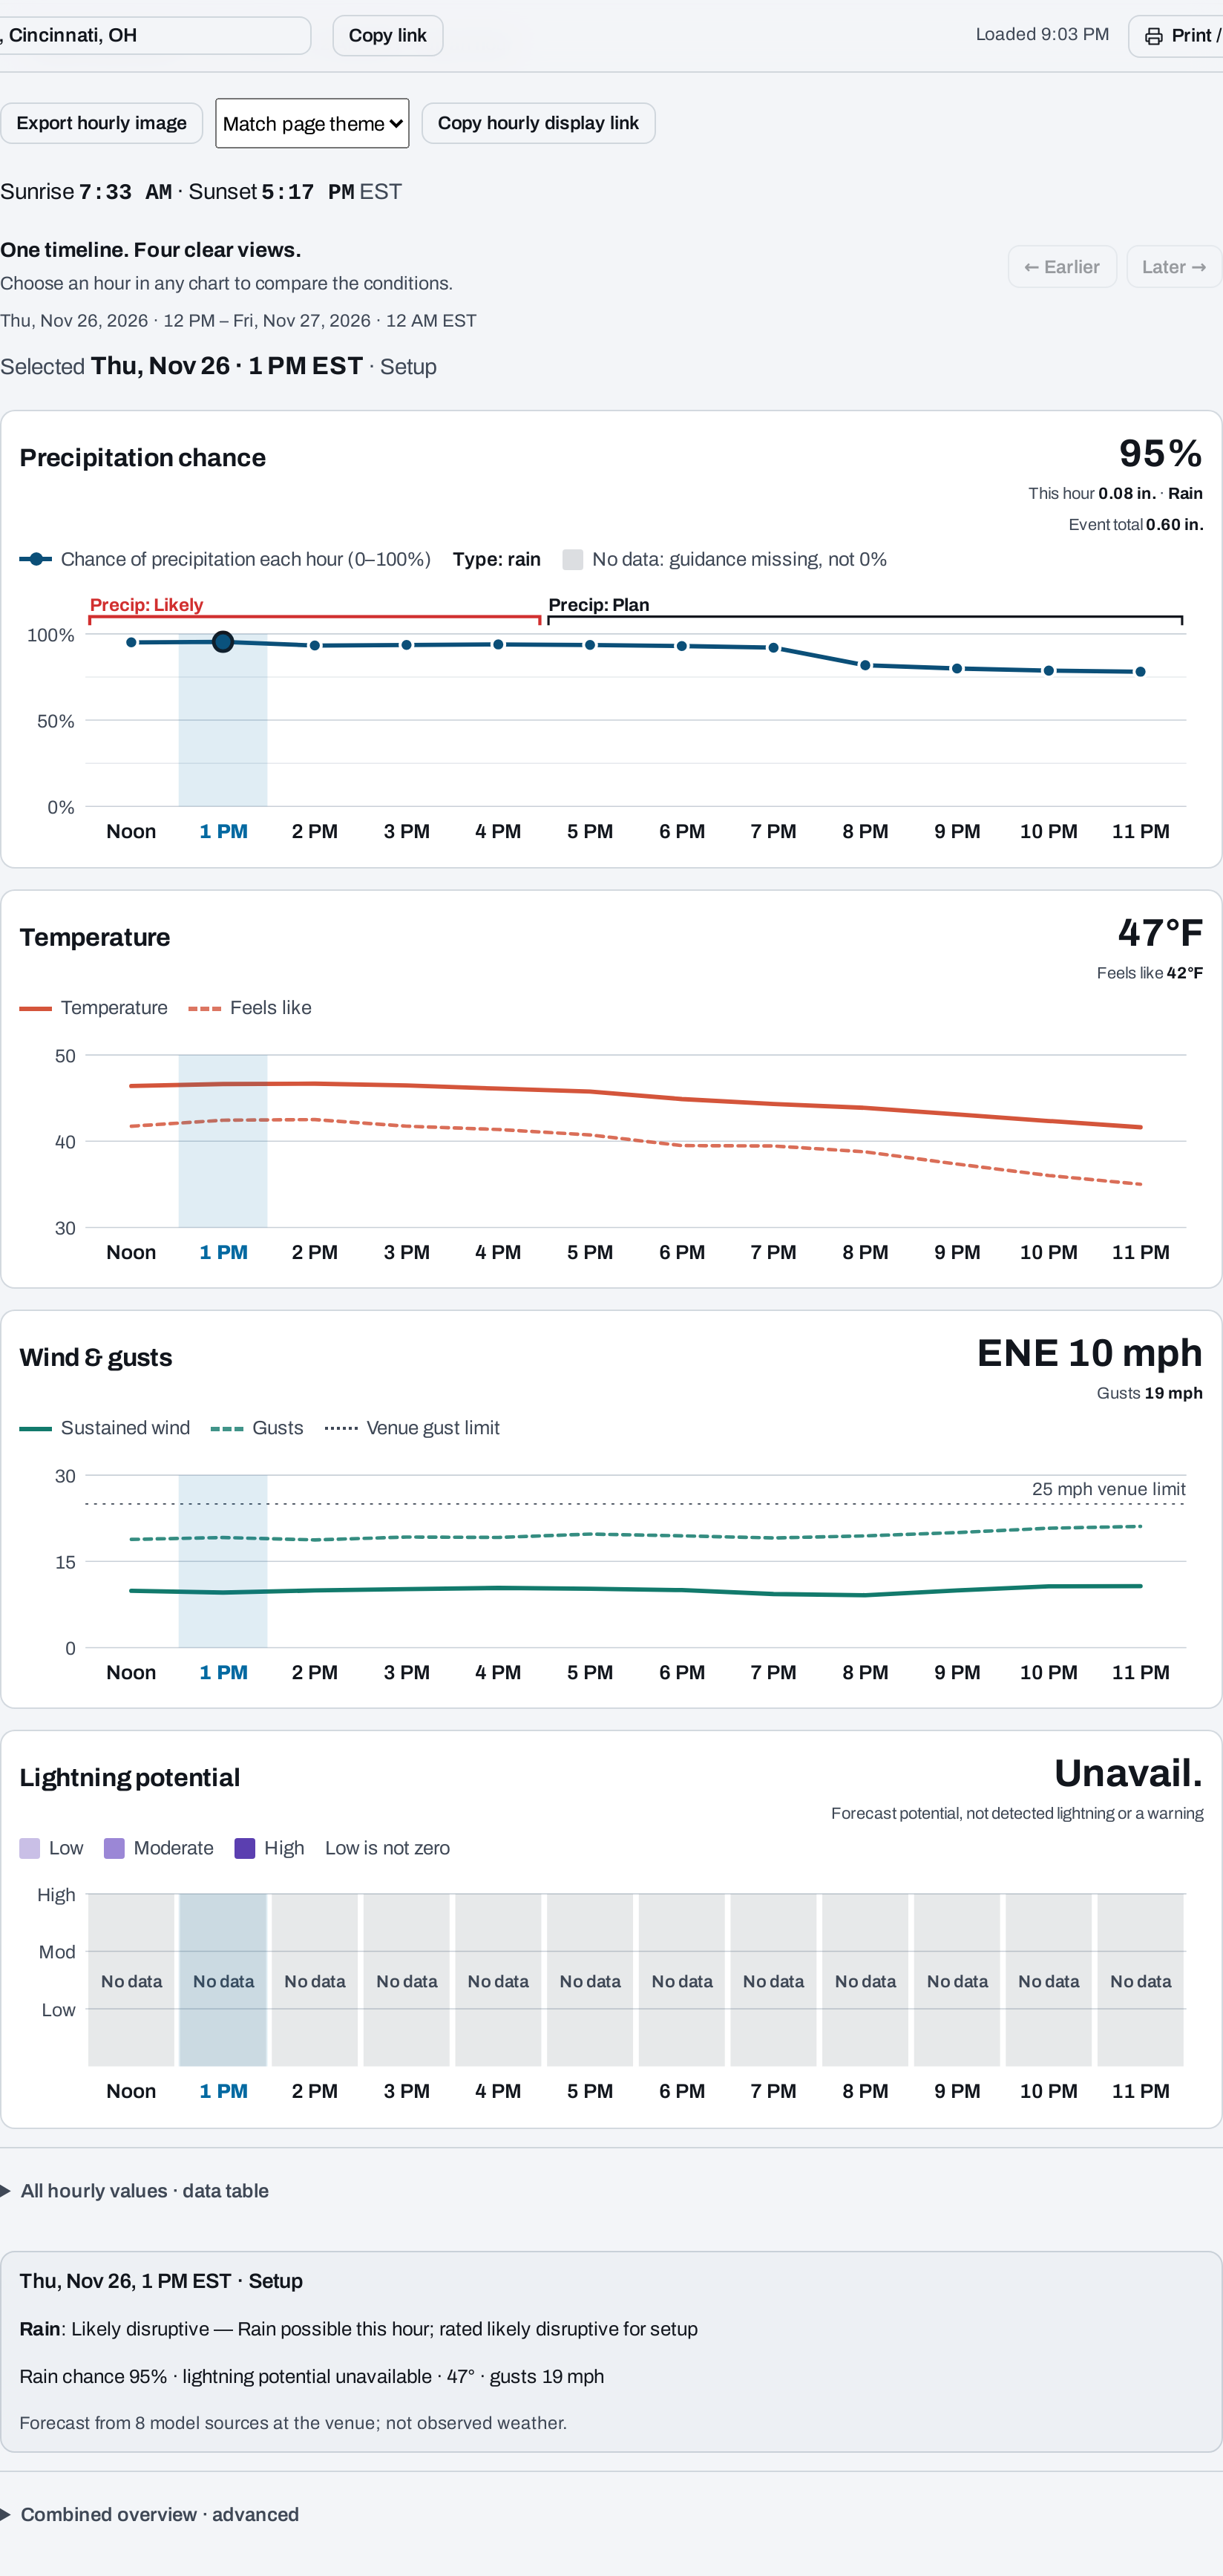 , Cincinnati, OH
Copy link
Loaded 9:03 PM
Print /
Export hourly image
Match page theme
Copy hourly display link
Sunrise 7:33 AM · Sunset 5:17 PM EST
One timeline. Four clear views.
Choose an hour in any chart to compare the conditions.
← Earlier
Later →
Thu, Nov 26, 2026 · 12 PM – Fri, Nov 27, 2026 · 12 AM EST
Selected Thu, Nov 26 · 1 PM EST · Setup
Precipitation chance
95%
This hour 0.08 in. · Rain
Event total 0.60 in.
Chance of precipitation each hour (0–100%)
Type: rain
No data: guidance missing, not 0%
Precip: Likely
Precip: Plan
100%
50%
0%
Noon 1 PM 2 PM 3 PM 4 PM 5 PM 6 PM 7 PM 8 PM 9 PM 10 PM 11 PM
Temperature
47°F
Feels like 42°F
Temperature
Feels like
50
40
30
Noon 1 PM 2 PM 3 PM 4 PM 5 PM 6 PM 7 PM 8 PM 9 PM 10 PM 11 PM
Wind & gusts
ENE 10 mph
Gusts 19 mph
Sustained wind
Gusts
Venue gust limit
30
25 mph venue limit
15
0
Noon 1 PM 2 PM 3 PM 4 PM 5 PM 6 PM 7 PM 8 PM 9 PM 10 PM 11 PM
Lightning potential
Unavail.
Forecast potential, not detected lightning or a warning
Low
Moderate
High
Low is not zero
High
Mod
No data No data No data No data No data No data No data No data No data No data No data No data
Low
Noon 1 PM 2 PM 3 PM 4 PM 5 PM 6 PM 7 PM 8 PM 9 PM 10 PM 11 PM
All hourly values · data table
Thu, Nov 26, 1 PM EST · Setup
Rain: Likely disruptive — Rain possible this hour; rated likely disruptive for setup
Rain chance 95% · lightning potential unavailable · 47° · gusts 19 mph
Forecast from 8 model sources at the venue; not observed weather.
Combined overview · advanced